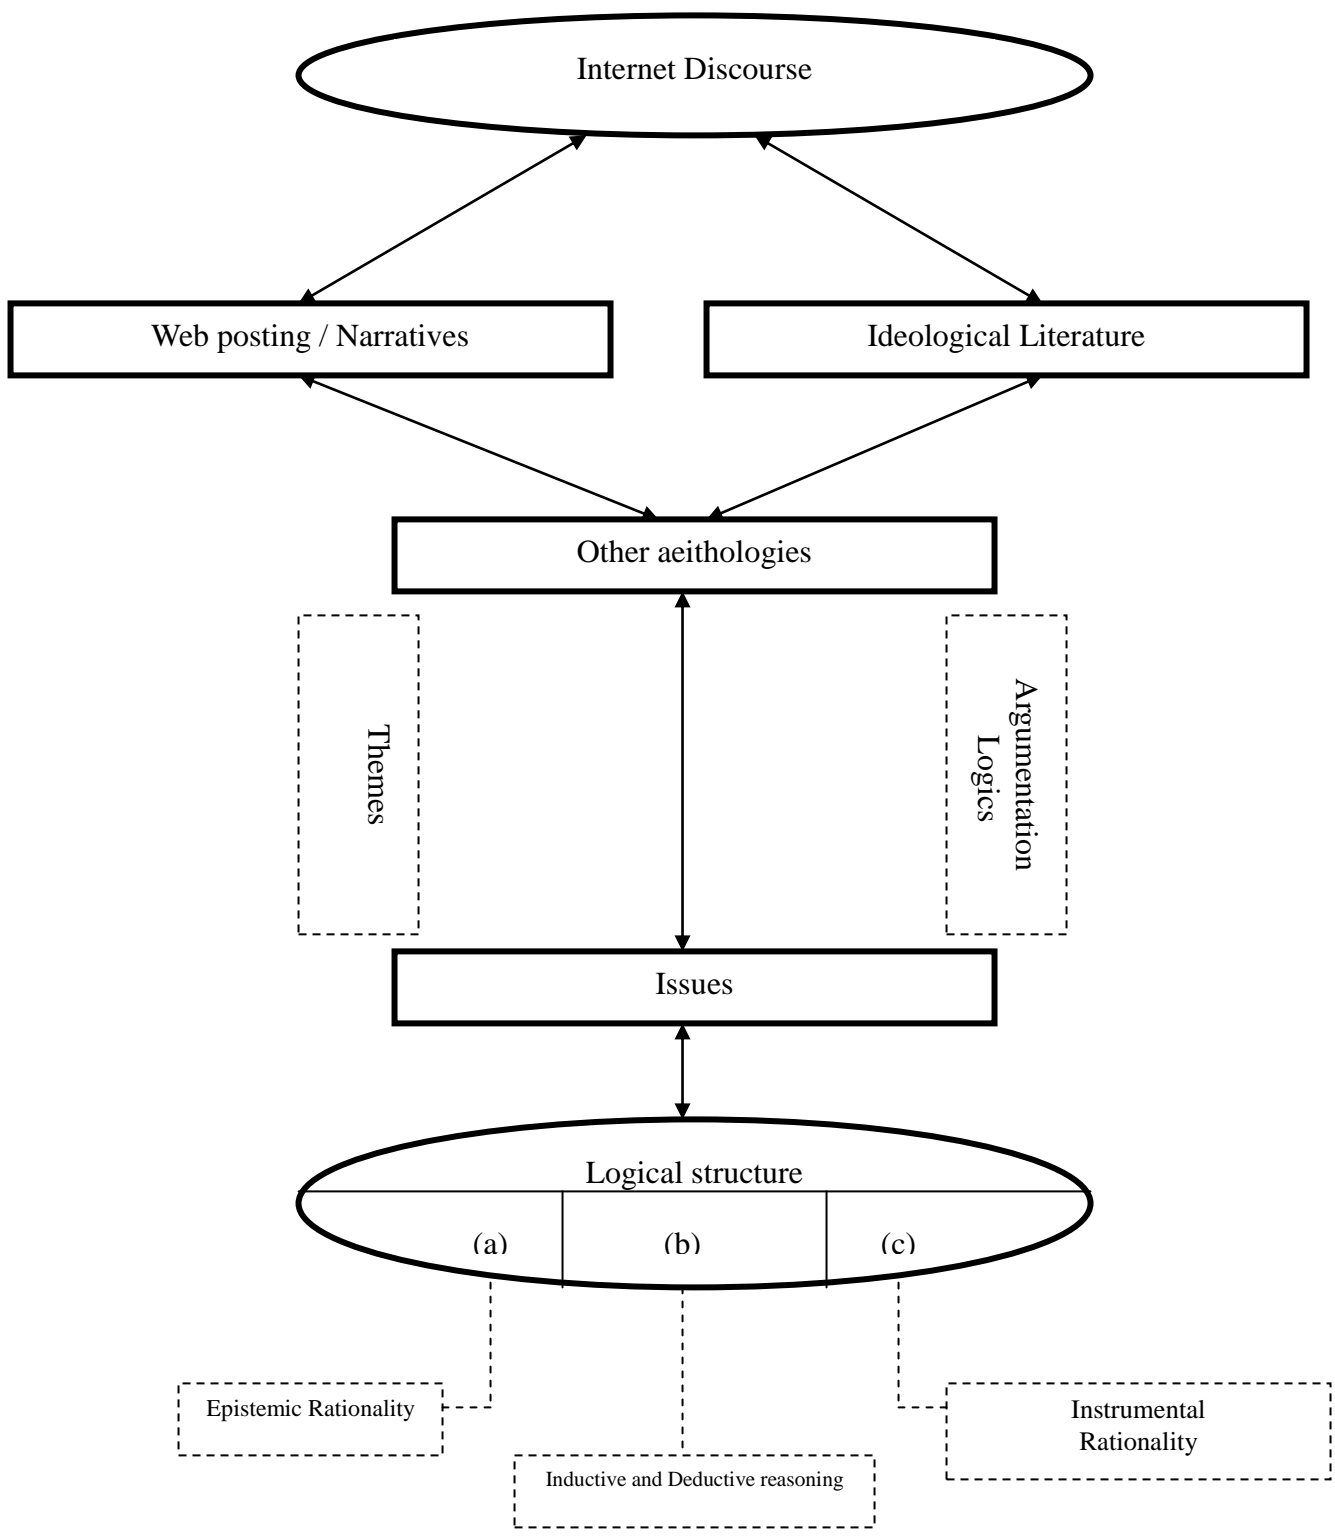 Internet Discourse
Web posting / Narratives
Ideological Literature
Other aeithologies
Themes
Argumentation
Logics
Issues
Logical structure
(a)
(b)
(c)
Epistemic Rationality
Instrumental
Rationality
Inductive and Deductive reasoning